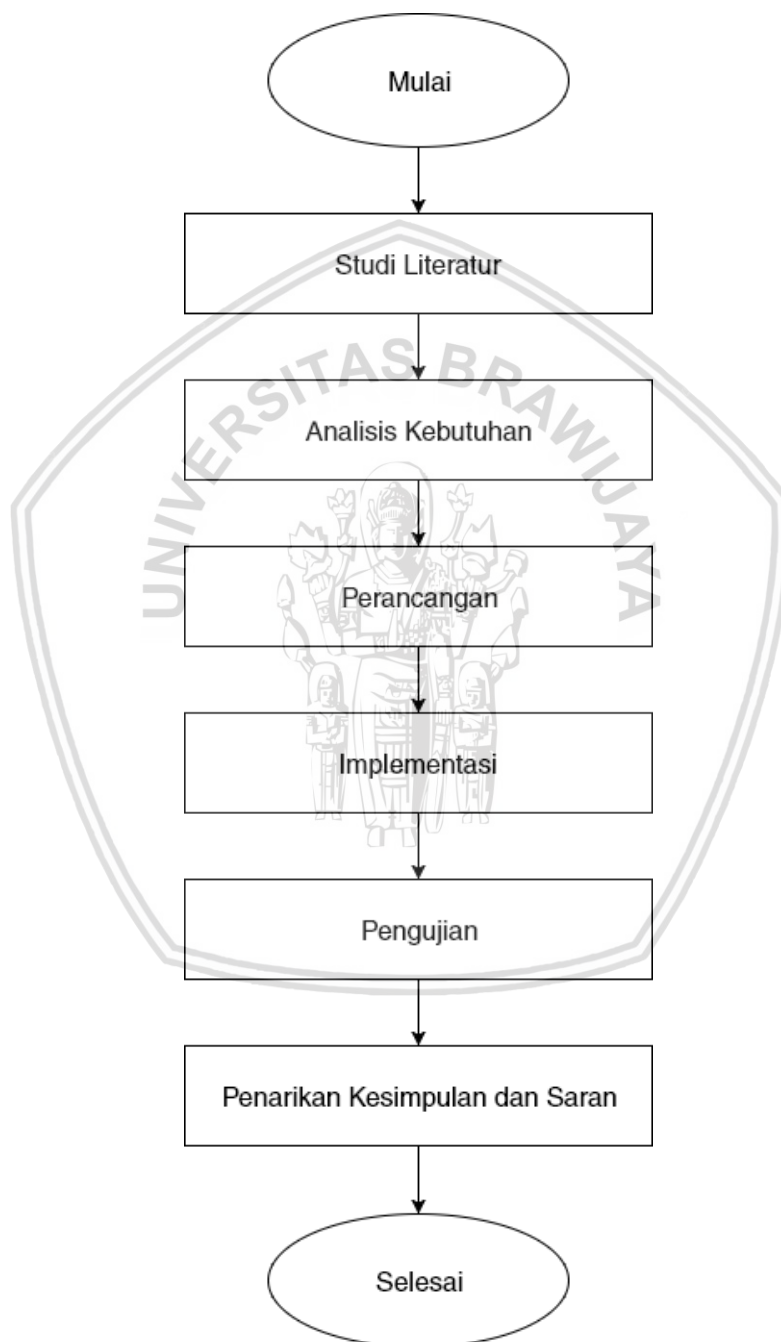 Mulai
Studi Literatur
UNIVERSITAS BRAWIJAYA
Analisis Kebutuhan
Perancangan
Implementasi
Pengujian
Penarikan Kesimpulan dan Saran
Selesai